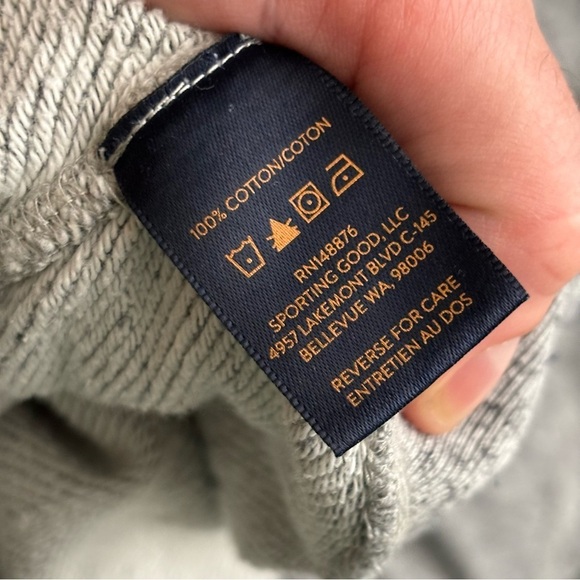 100% COTTON/COTON
RN148876
SPORTING GOOD, LLC
4957 LAKEMONT BLVD C-145
BELLEVUE WA, 98006
REVERSE FOR CARE
ENTRETIEN AU DOS